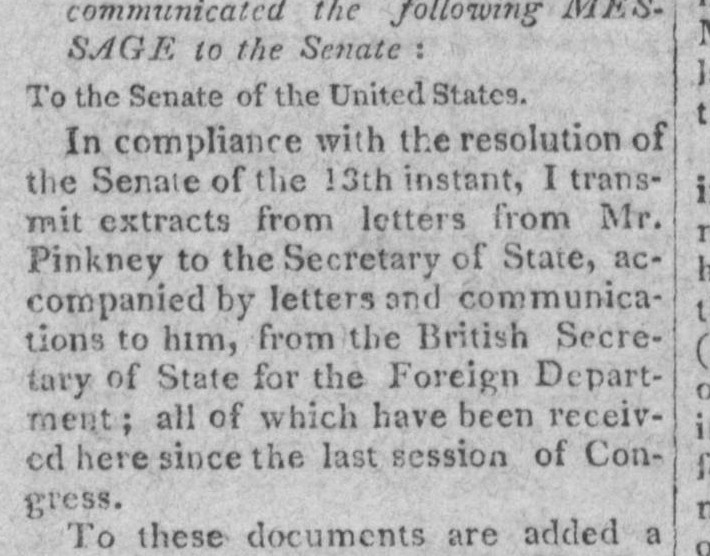 communicated the following MES-
SAGE to the Senate :
To the Senate of the United States.
In compliance with the resolution of
the Senate of the 13th instant, I trans-
mit extracts from letters from Mr.
Pinkney to the Secretary of State, ac-
companied by letters and communica-
tions to him, from the British Secre-
tary of State for the Foreign Depart-
ment; all of which have been receiv-
ed here since the last session of Con-
gress.
To these documents are added a